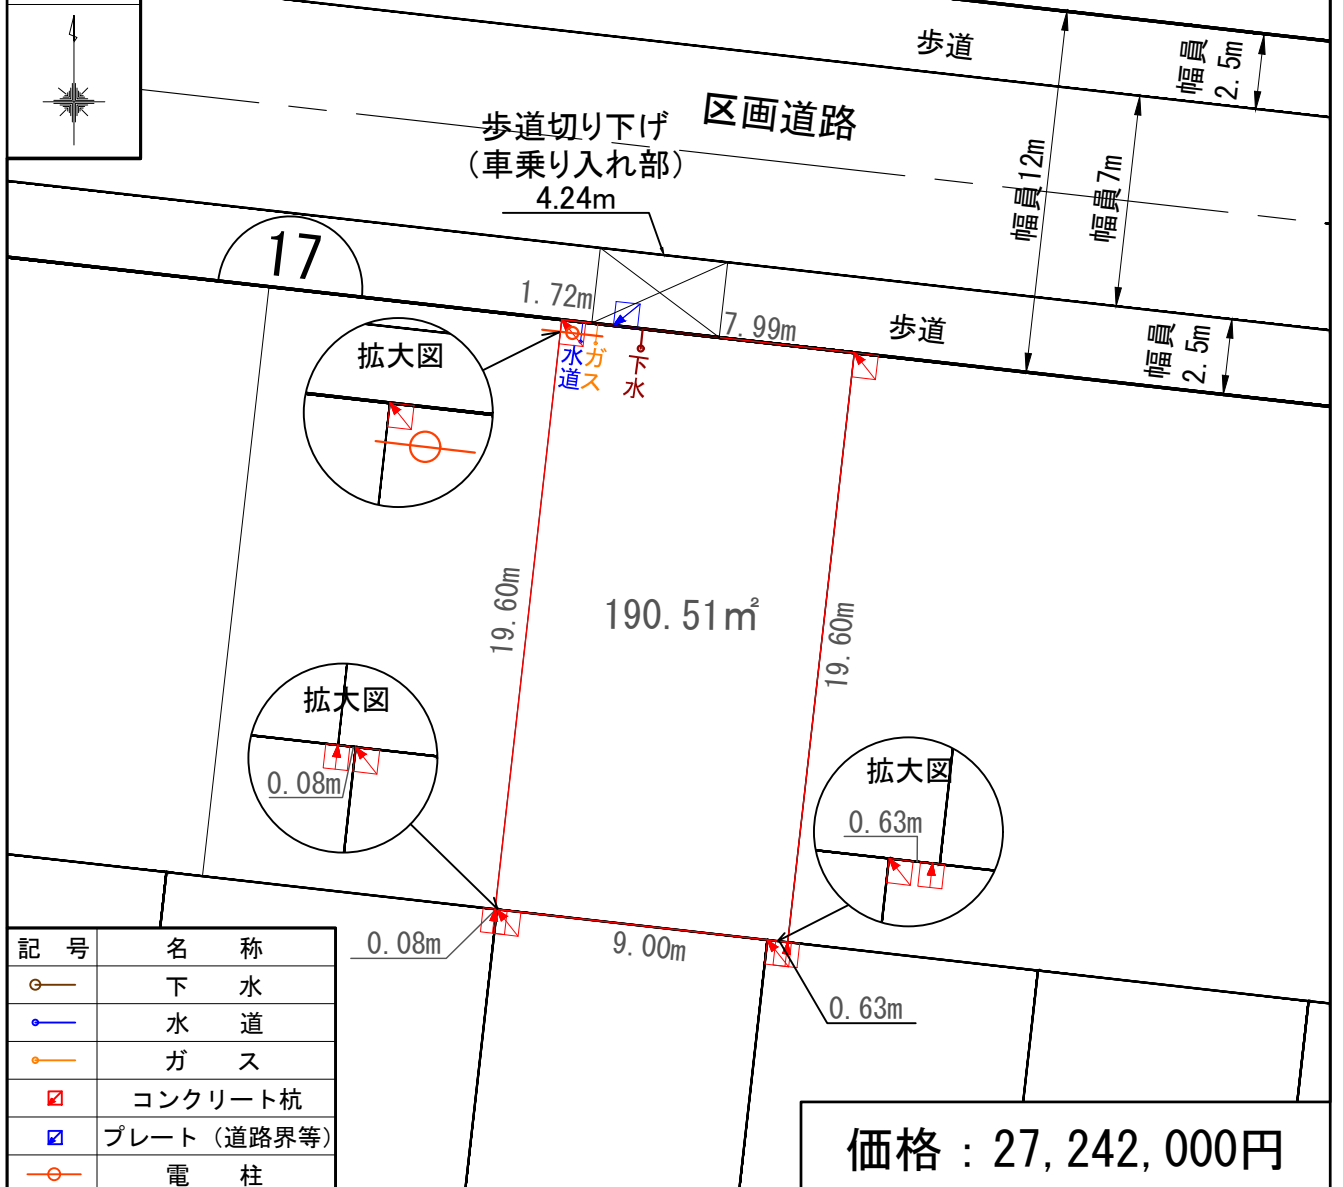 歩道
幅員
2.5m
区画道路
歩道切り下げ
（車乗り入れ部）
4.24m
幅員12m
幅員7m
17
1.72m
7.99m
歩道
幅員
2.5m
拡大図
水道
ガス
下水
19.60m
190.51㎡
19.60m
拡大図
0.08m
拡大図
0.63m
0.08m
9.00m
0.63m
記 号 名 称
下 水
水 道
ガ ス
コンクリート杭
プレート（道路界等）
電 柱
価格：27,242,000円